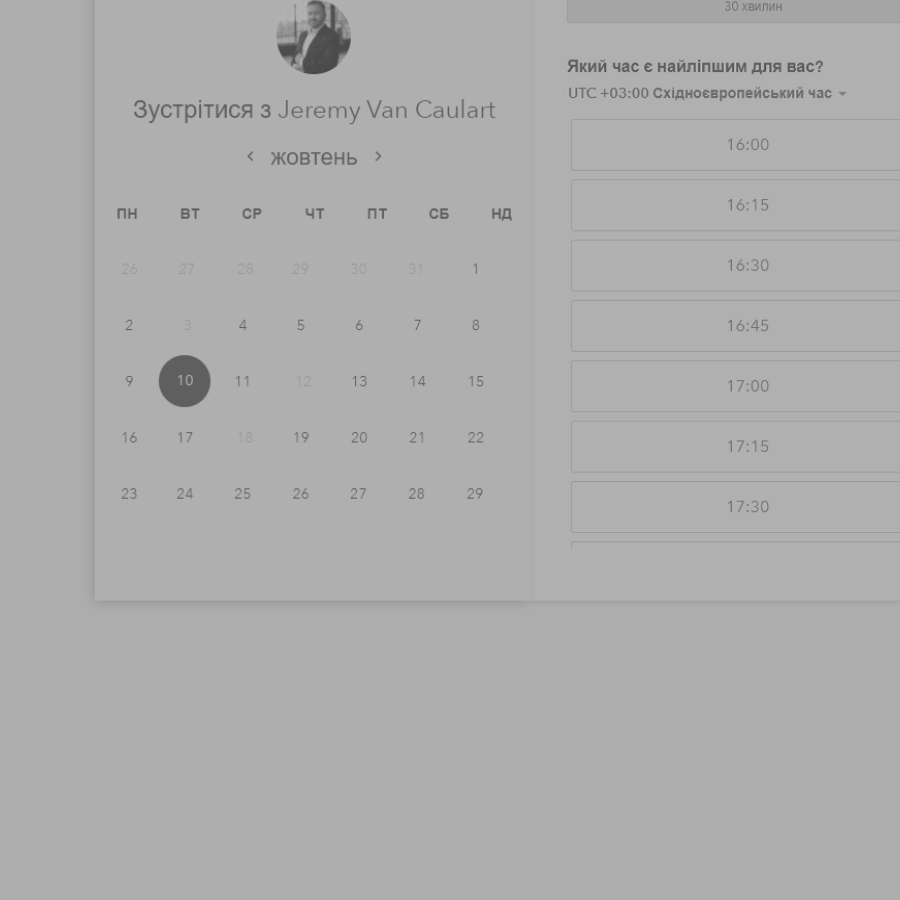 Зустрітися з Jeremy Van Caulart
жовтень
ПН ВТ СР ЧТ ПТ СБ НД
26 27 28 29 30 31 1
2 3 4 5 6 7 8
9 10 11 12 13 14 15
16 17 18 19 20 21 22
23 24 25 26 27 28 29
30 хвилин
Який час є найліпшим для вас?
UTC +03:00 Східноєвропейський час
16:00
16:15
16:30
16:45
17:00
17:15
17:30